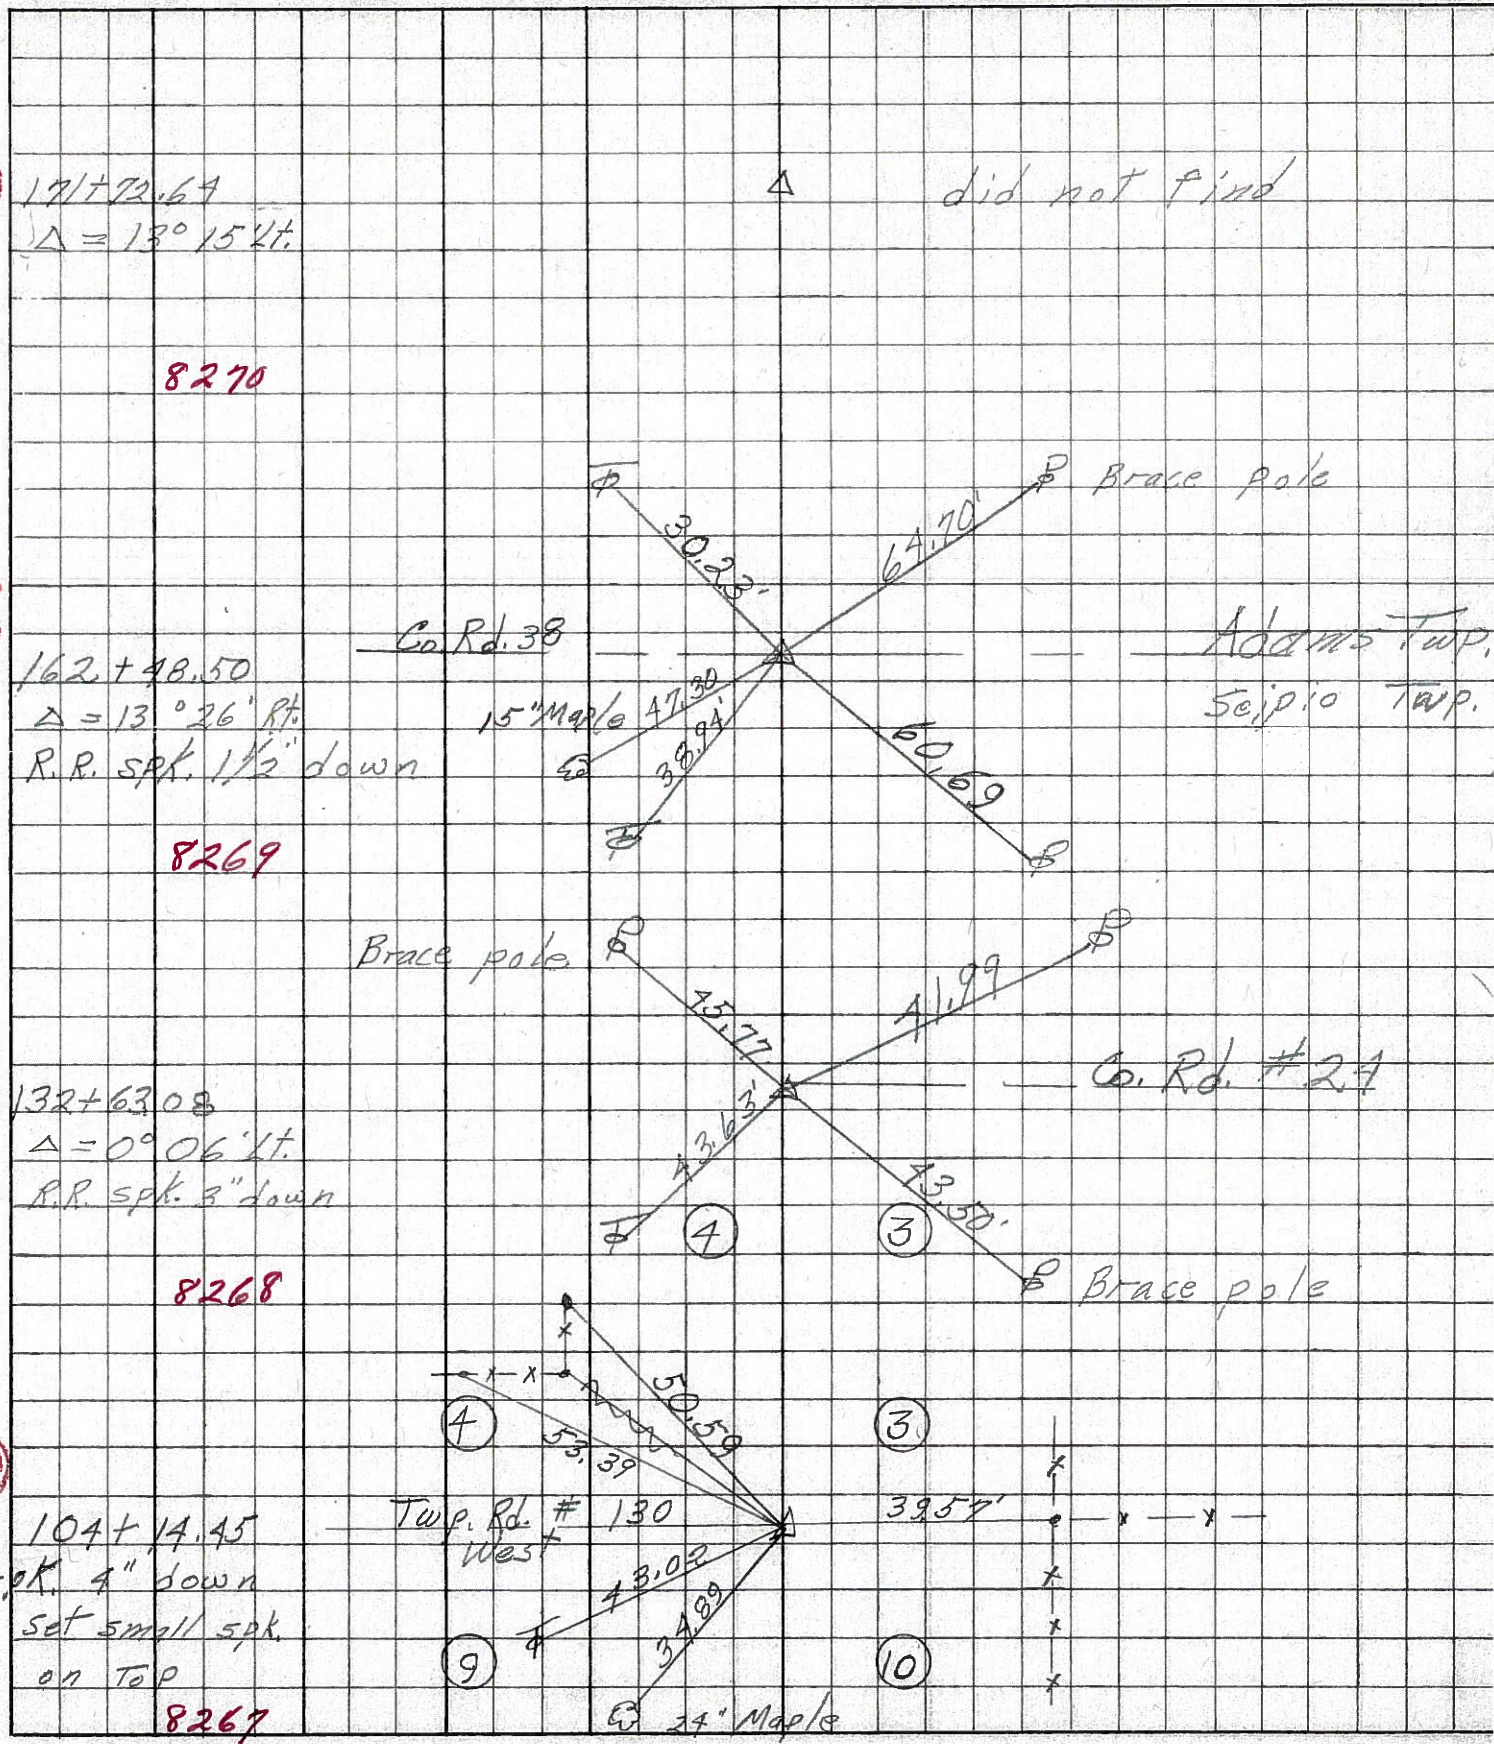 171+72.64
did not find
Δ = 13° 15' Lt.
8270
Brace pole
30.23'
64.70'
Co. Rd. 38
Adams Twp.
162 + 48.50
Scipio Twp.
Δ = 13° 26' Rt.
15" Maple
47.30
R.R. spk. 1 1/2" down
38.94'
60.69
8269
Brace pole
45.77'
41.99
Co. Rd. # 24
132+63.08
Δ = 0° 06' Lt.
43.63'
R.R. spk. 3" down
43.50'
4
3
8268
Brace pole
50.59
4
3
53.39
Twp. Rd. # 130
39.57'
104+14.45
West
43.02
spk. 4" down
set small spk.
34.89
on Top
9
10
8267
24" Maple